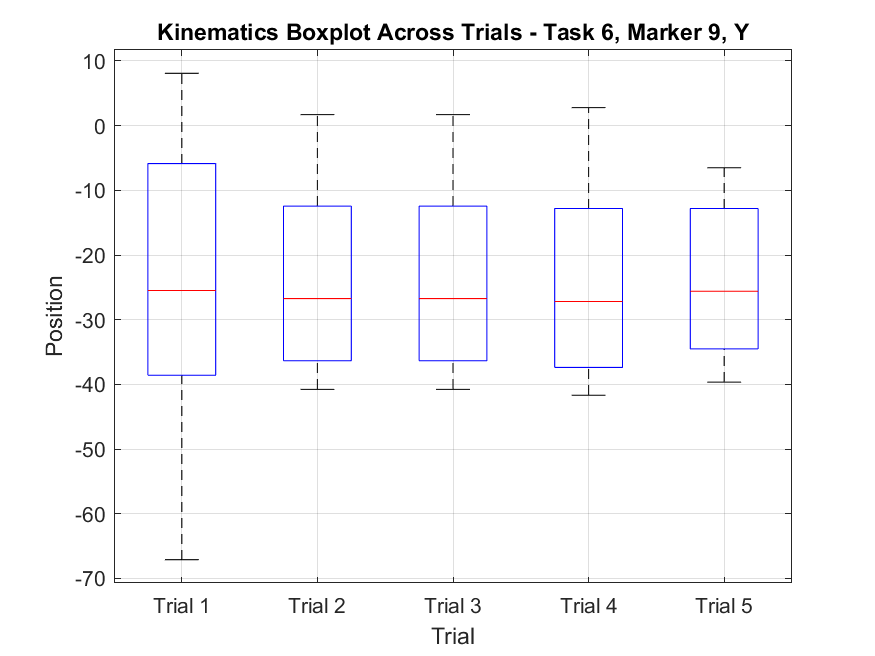 Kinematics Boxplot Across Trials - Task 6, Marker 9, Y
10
0
-10
-20
-30
-40
-50
-60
-70
Position
Trial 1 Trial 2 Trial 3 Trial 4 Trial 5
Trial